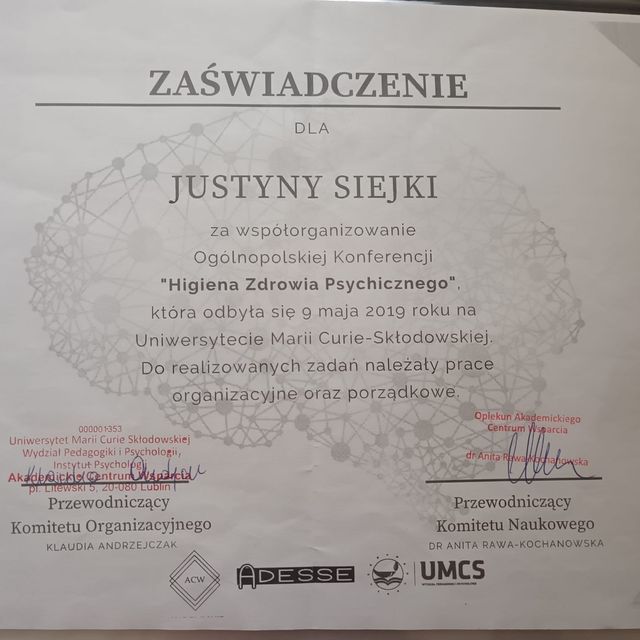 ZAŚWIADCZENIE
DLA
JUSTYNY SIEJKI
za współorganizowanie
Ogólnopolskiej Konferencji
"Higiena Zdrowia Psychicznego",
która odbyła się 9 maja 2019 roku na
Uniwersytecie Marii Curie-Skłodowskiej.
Do realizowanych zadań należały prace
organizacyjne oraz porządkowe.
000001353
Uniwersytet Marii Curie Skłodowskiej
Wydział Pedagogiki i Psychologii,
Instytut Psychologii
Akademickie Centrum Wsparcia
pl. Litewski 5, 20-080 Lublin
Przewodniczący
Komitetu Organizacyjnego
KLAUDIA ANDRZEJCZAK
Opiekun Akademickiego
Centrum Wsparcia
dr Anita Rawa-Kochanowska
Przewodniczący
Komitetu Naukowego
DR ANITA RAWA-KOCHANOWSKA
ACW
ADESSE
UMCS